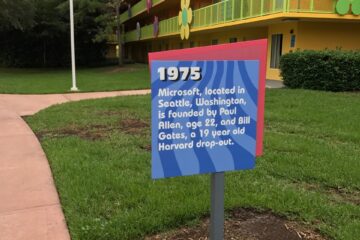 1975
Microsoft, located in
Seattle, Washington,
is founded by Paul
Allen, age 22, and Bill
Gates, a 19 year old
Harvard drop-out.